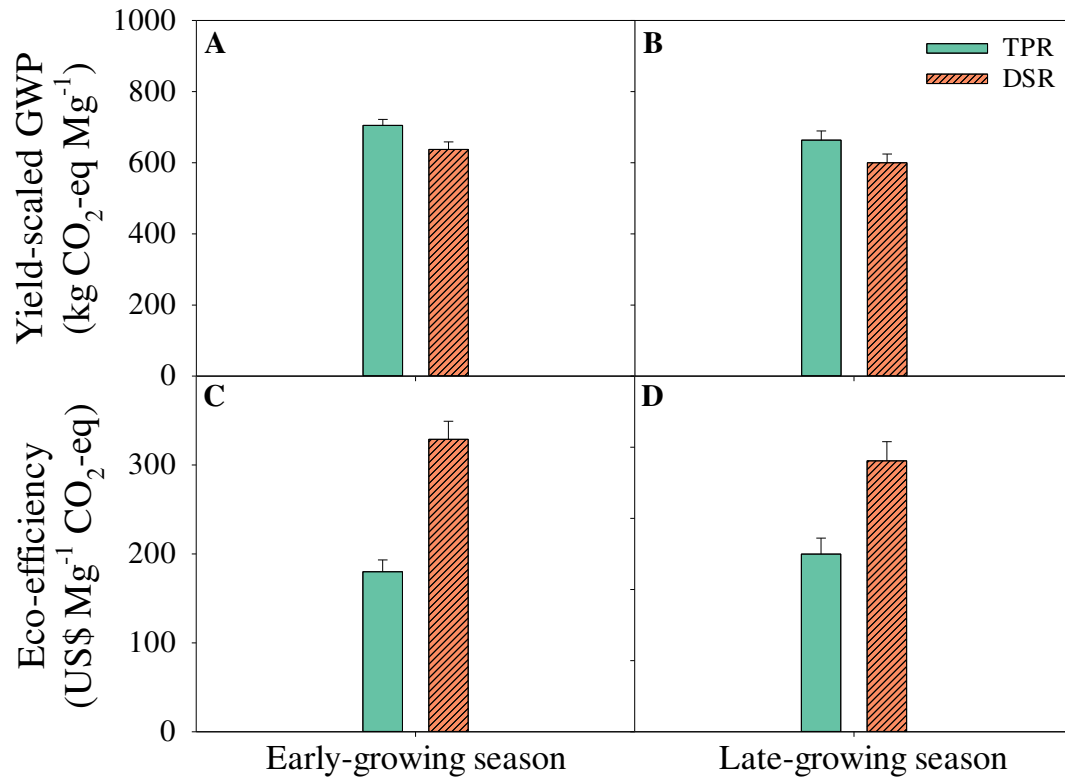 Yield-scaled GWP
(kg CO₂-eq Mg⁻¹)
1000
800
600
400
200
0
A
B
TPR
DSR
Eco-efficiency
(US$ Mg⁻¹ CO₂-eq)
300
200
100
0
C
D
Early-growing season
Late-growing season